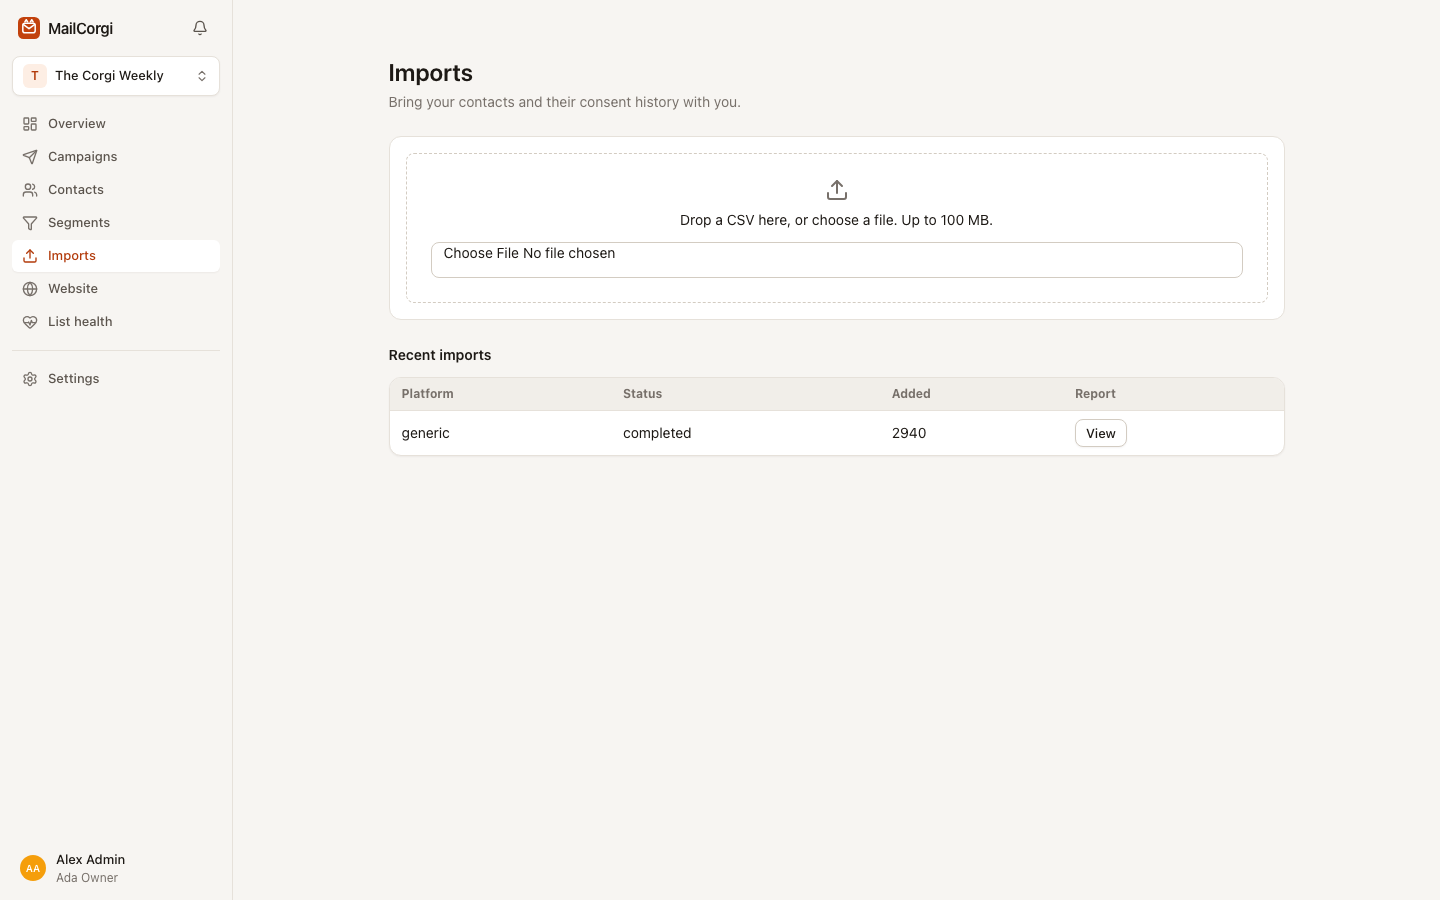 MailCorgi
T The Corgi Weekly
Overview
Campaigns
Contacts
Segments
Imports
Website
List health
Settings
AA Alex Admin
Ada Owner
Imports
Bring your contacts and their consent history with you.
Drop a CSV here, or choose a file. Up to 100 MB.
Choose File No file chosen
Recent imports
Platform Status Added Report
generic completed 2940 View